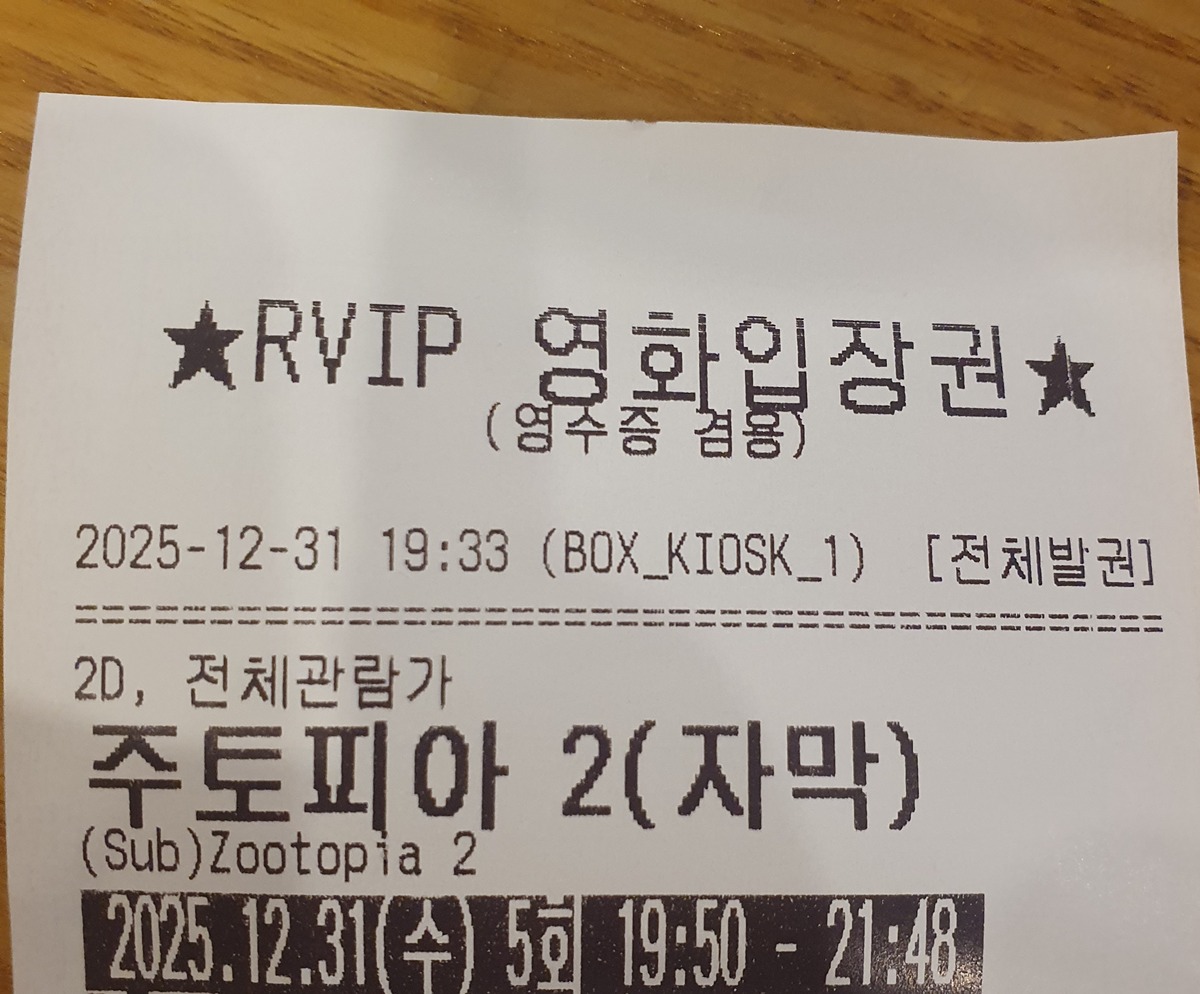 ★RVIP 영화입장권★
(영수증 겸용)
2025-12-31 19:33 (BOX_KIOSK_1) [전체발권]
================================================
2D, 전체관람가
주토피아 2(자막)
(Sub)Zootopia 2
2025.12.31(수) 5회 19:50 - 21:48